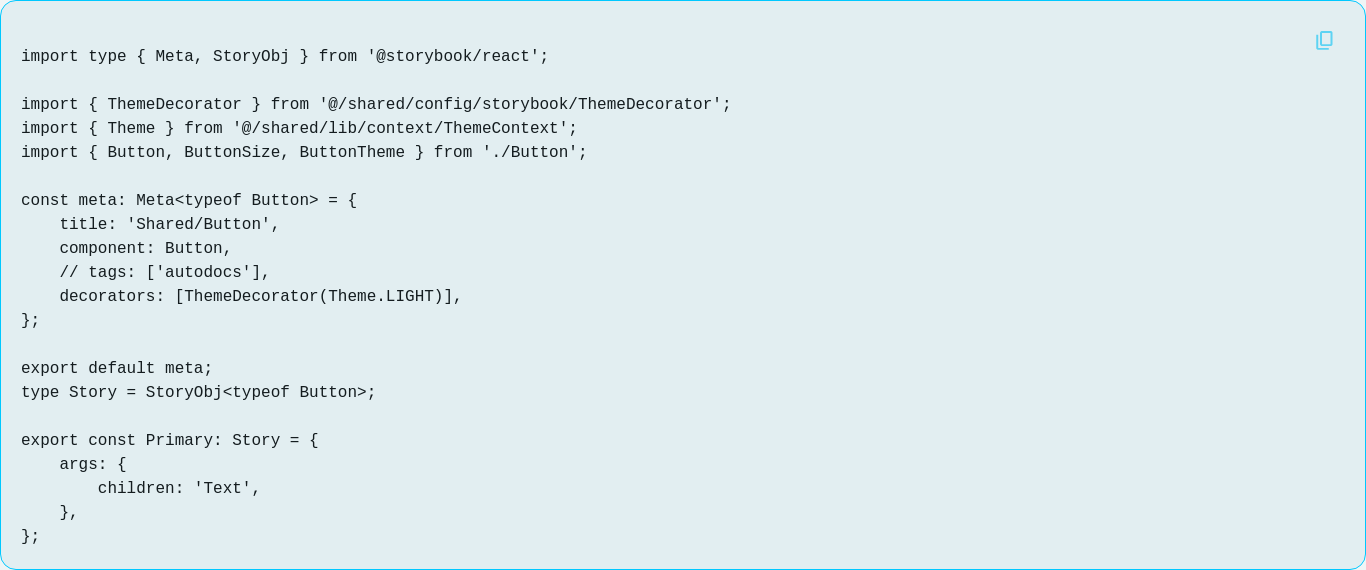 import type { Meta, StoryObj } from '@storybook/react';

import { ThemeDecorator } from '@/shared/config/storybook/ThemeDecorator';
import { Theme } from '@/shared/lib/context/ThemeContext';
import { Button, ButtonSize, ButtonTheme } from './Button';

const meta: Meta<typeof Button> = {
    title: 'Shared/Button',
    component: Button,
    // tags: ['autodocs'],
    decorators: [ThemeDecorator(Theme.LIGHT)],
};

export default meta;
type Story = StoryObj<typeof Button>;

export const Primary: Story = {
    args: {
        children: 'Text',
    },
};